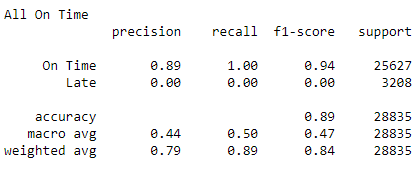 All On Time
precision recall f1-score support
On Time 0.89 1.00 0.94 25627
Late 0.00 0.00 0.00 3208
accuracy 0.89 28835
macro avg 0.44 0.50 0.47 28835
weighted avg 0.79 0.89 0.84 28835